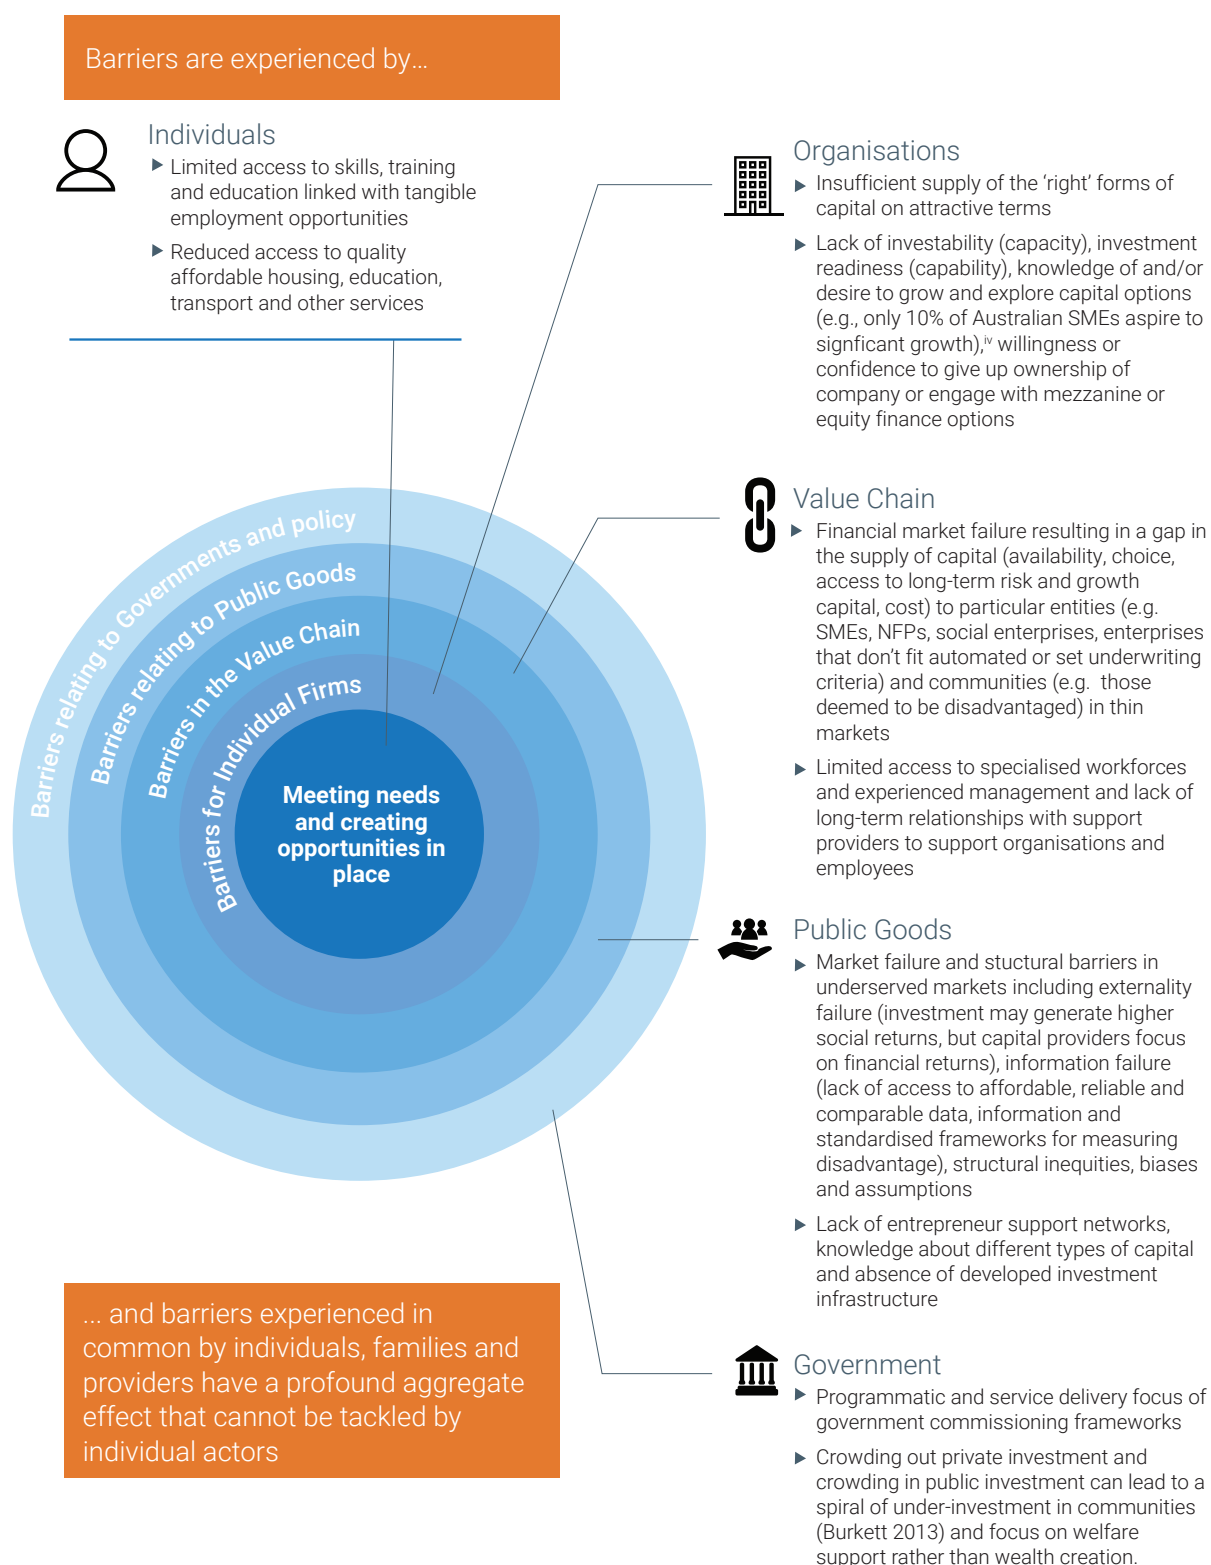 Barriers are experienced by...
Individuals
Limited access to skills, training
and education linked with tangible
employment opportunities
Reduced access to quality
affordable housing, education,
transport and other services
Organisations
Insufficient supply of the ‘right’ forms of
capital on attractive terms
Lack of investability (capacity), investment
readiness (capability), knowledge of and/or
desire to grow and explore capital options
(e.g., only 10% of Australian SMEs aspire to
signficant growth),iv willingness or
confidence to give up ownership of
company or engage with mezzanine or
equity finance options
Value Chain
Financial market failure resulting in a gap in
the supply of capital (availability, choice,
access to long-term risk and growth
capital, cost) to particular entities (e.g.
SMEs, NFPs, social enterprises, enterprises
that don’t fit automated or set underwriting
criteria) and communities (e.g. those
deemed to be disadvantaged) in thin
markets
Limited access to specialised workforces
and experienced management and lack of
long-term relationships with support
providers to support organisations and
employees
Barriers relating to Governments and policy
Barriers relating to Public Goods
Barriers in the Value Chain
Barriers for Individual Firms
Meeting needs
and creating
opportunities in
place
Public Goods
Market failure and stuctural barriers in
underserved markets including externality
failure (investment may generate higher
social returns, but capital providers focus
on financial returns), information failure
(lack of access to affordable, reliable and
comparable data, information and
standardised frameworks for measuring
disadvantage), structural inequities, biases
and assumptions
Lack of entrepreneur support networks,
knowledge about different types of capital
and absence of developed investment
infrastructure
... and barriers experienced in
common by individuals, families and
providers have a profound aggregate
effect that cannot be tackled by
individual actors
Government
Programmatic and service delivery focus of
government commissioning frameworks
Crowding out private investment and
crowding in public investment can lead to a
spiral of under-investment in communities
(Burkett 2013) and focus on welfare
support rather than wealth creation.